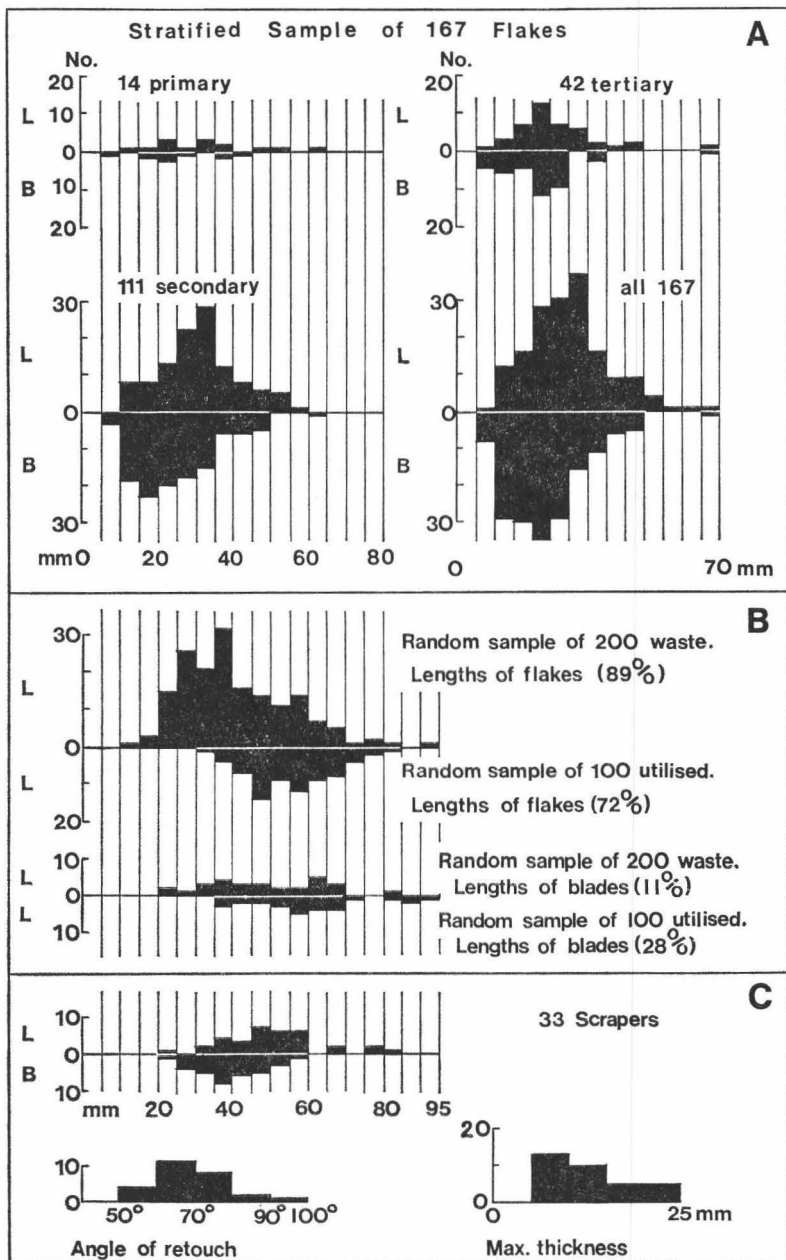 Stratified Sample of 167 Flakes
A
No.
No.
14 primary
42 tertiary
20
10
0
10
20
L
B
20
10
0
10
20
L
B
111 secondary
all 167
30
0
30
L
B
30
0
30
L
B
mm 0 20 40 60 80
0 70 mm
B
30
0
20
L
L
Random sample of 200 waste.
Lengths of flakes (89%)
Random sample of 100 utilised.
Lengths of flakes (72%)
10
0
10
L
L
Random sample of 200 waste.
Lengths of blades (11%)
Random sample of 100 utilised.
Lengths of blades (28%)
C
10
0
10
L
B
33 Scrapers
mm 20 40 60 80 95
10
0
50° 70° 90° 100°
Angle of retouch
20
0
0 25 mm
Max. thickness